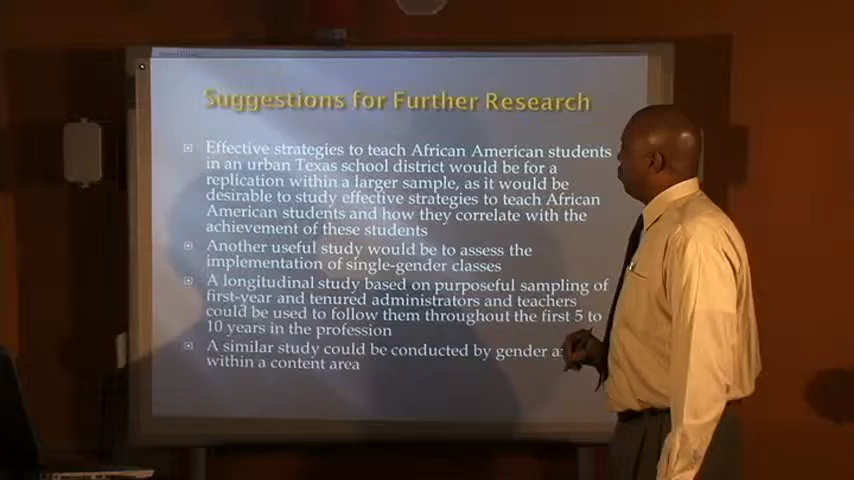 Suggestions for Further Research
Effective strategies to teach African American students
in an urban Texas school district would be for a
replication within a larger sample, as it would be
desirable to study effective strategies to teach African
American students and how they correlate with the
achievement of these students
Another useful study would be to assess the
implementation of single-gender classes
A longitudinal study based on purposeful sampling of
first-year and tenured administrators and teachers
could be used to follow them throughout the first 5 to
10 years in the profession
A similar study could be conducted by gender
within a content area